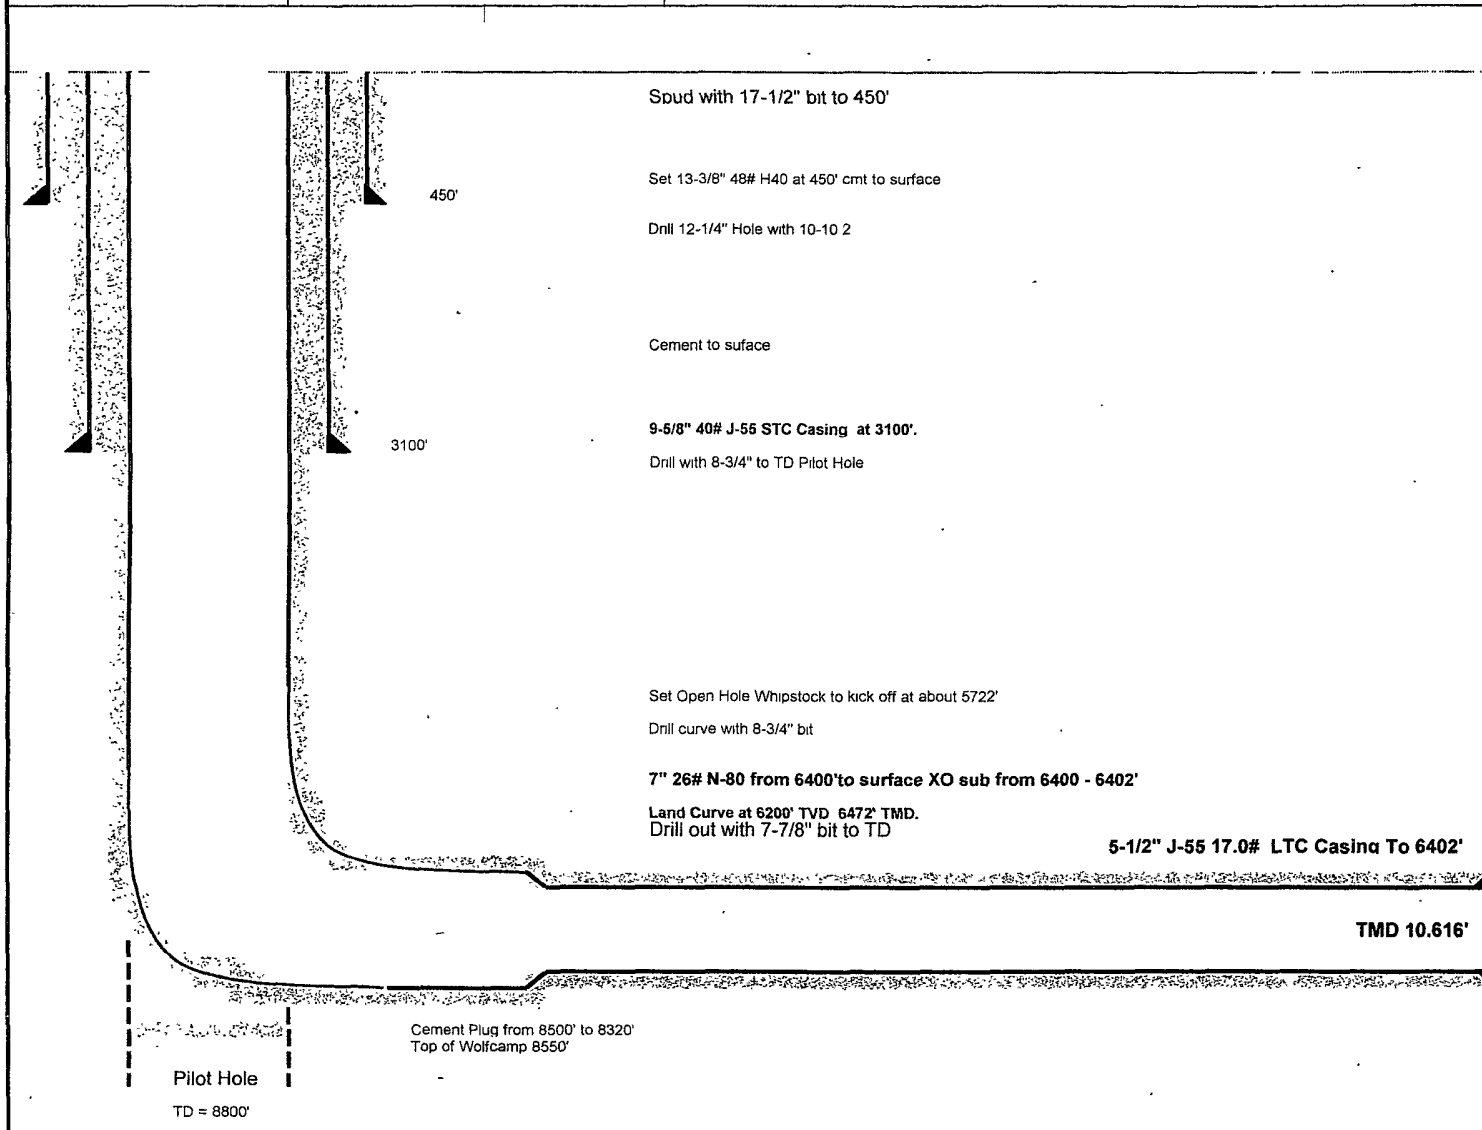 Spud with 17-1/2" bit to 450'
Set 13-3/8" 48# H40 at 450' cmt to surface
450'
Drill 12-1/4" Hole with 10-10 2
Cement to suface
9-5/8" 40# J-55 STC Casing at 3100'.
3100'
Drill with 8-3/4" to TD Pilot Hole
Set Open Hole Whipstock to kick off at about 5722'
Drill curve with 8-3/4" bit
7" 26# N-80 from 6400'to surface XO sub from 6400 - 6402'
Land Curve at 6200' TVD 6472' TMD.
Drill out with 7-7/8" bit to TD
5-1/2" J-55 17.0# LTC Casing To 6402'
TMD 10,616'
Cement Plug from 8500' to 8320'
Top of Wolfcamp 8550'
Pilot Hole
TD = 8800'